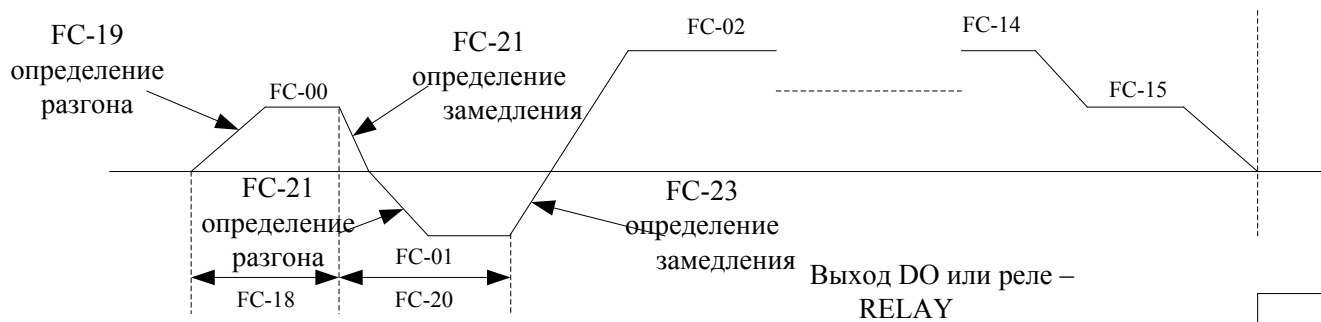 FC-19
определение
разгона
FC-00
FC-21
определение
замедления
FC-02
FC-14
FC-15
FC-21
определение
разгона
FC-01
FC-23
определение
замедления
FC-18
FC-20
Выход DO или реле –
RELAY